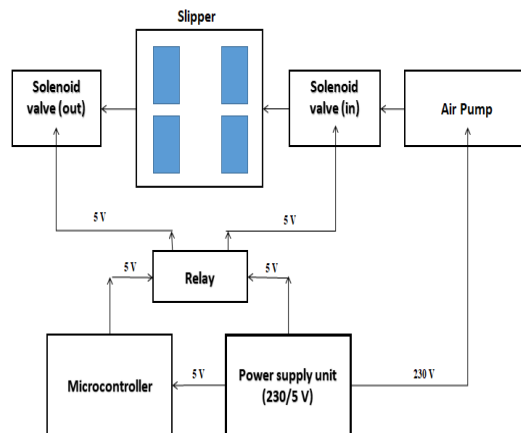 Slipper
Solenoid
valve (out)
Solenoid
valve (in)
Air Pump
5 V
5 V
5 V
Relay
5 V
Microcontroller
5 V
Power supply unit
(230/5 V)
230 V